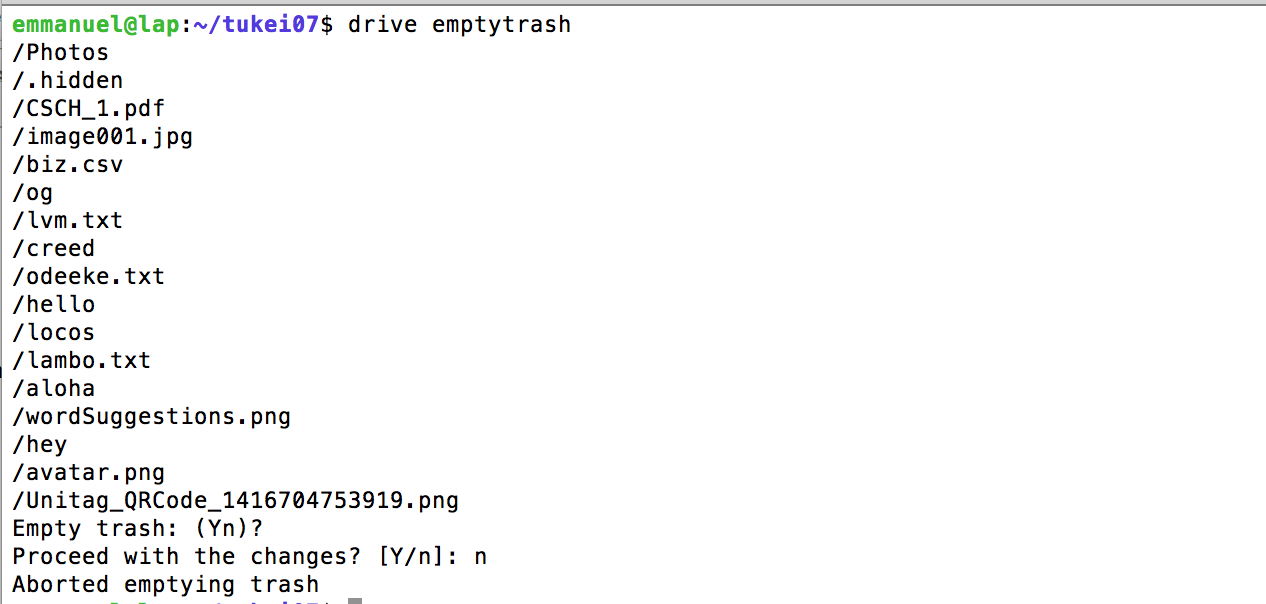 emmanuel@lap:~/tukei07$ drive emptytrash
/Photos
/.hidden
/CSCH_1.pdf
/image001.jpg
/biz.csv
/og
/lvm.txt
/creed
/odeeke.txt
/hello
/locos
/lambo.txt
/aloha
/wordSuggestions.png
/hey
/avatar.png
/Unitag_QRCode_1416704753919.png
Empty trash: (Yn)?
Proceed with the changes? [Y/n]: n
Aborted emptying trash